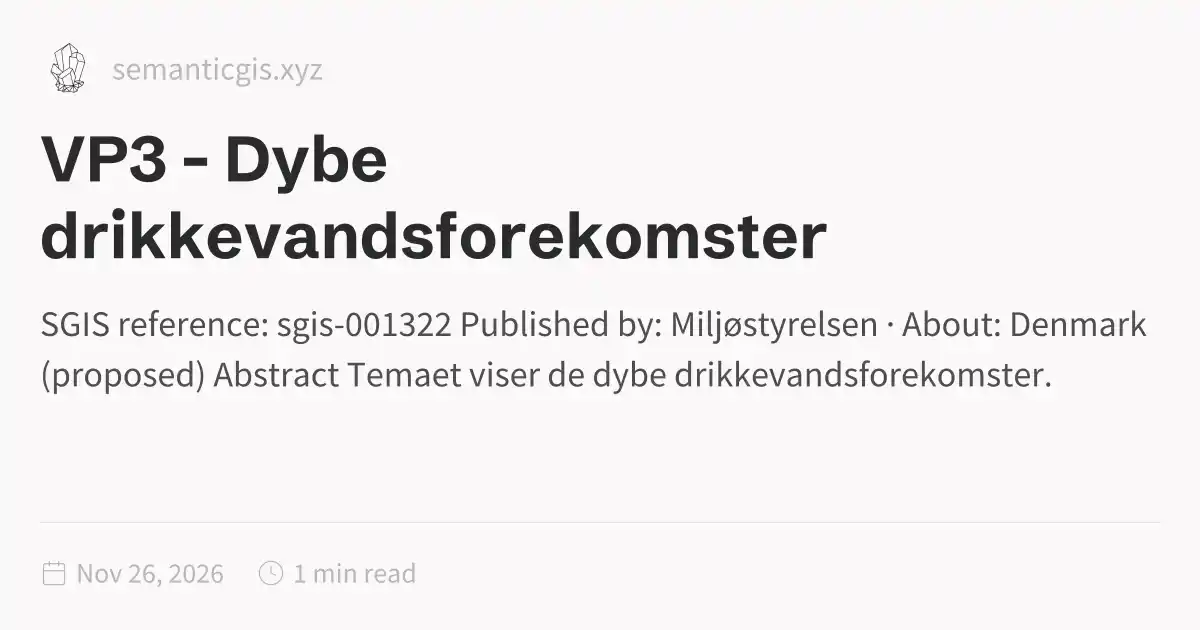 semanticgis.xyz
VP3 - Dybe
drikkevandsforekomster
SGIS reference: sgis-001322 Published by: Miljøstyrelsen · About: Denmark
(proposed) Abstract Temaet viser de dybe drikkevandsforekomster.
Nov 26, 2026 1 min read